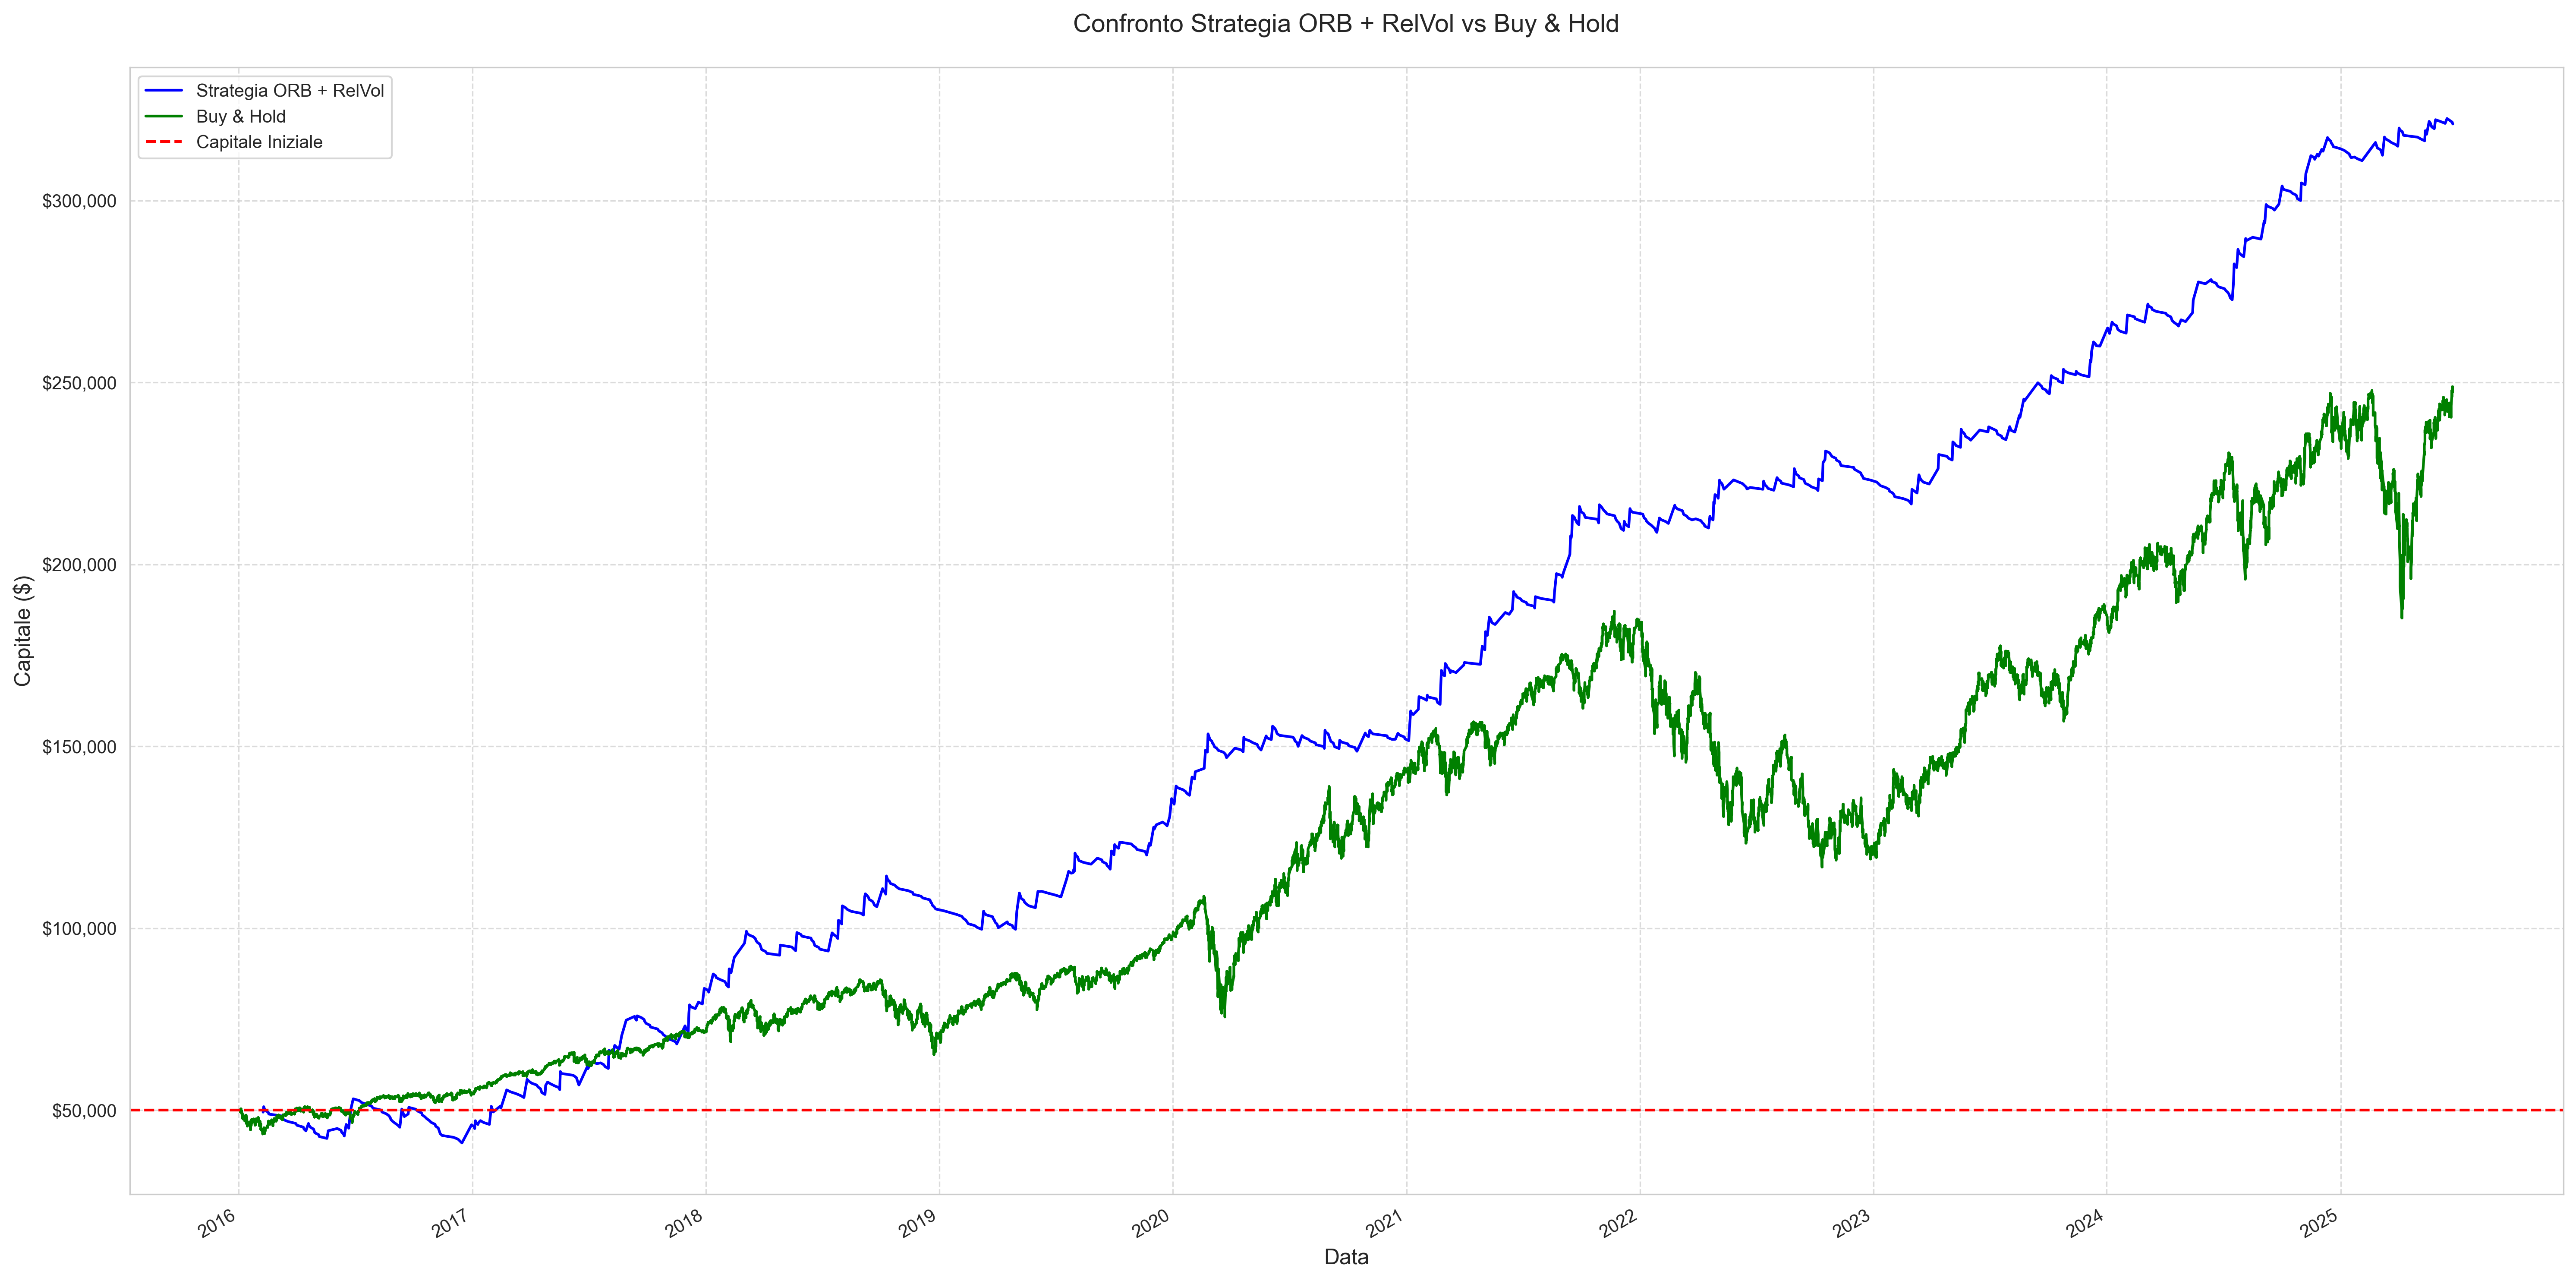 Confronto Strategia ORB + RelVol vs Buy & Hold
Strategia ORB + RelVol
Buy & Hold
Capitale Iniziale
$300,000
$250,000
$200,000
$150,000
$100,000
$50,000
Capitale ($)
2016
2017
2018
2019
2020
2021
2022
2023
2024
2025
Data